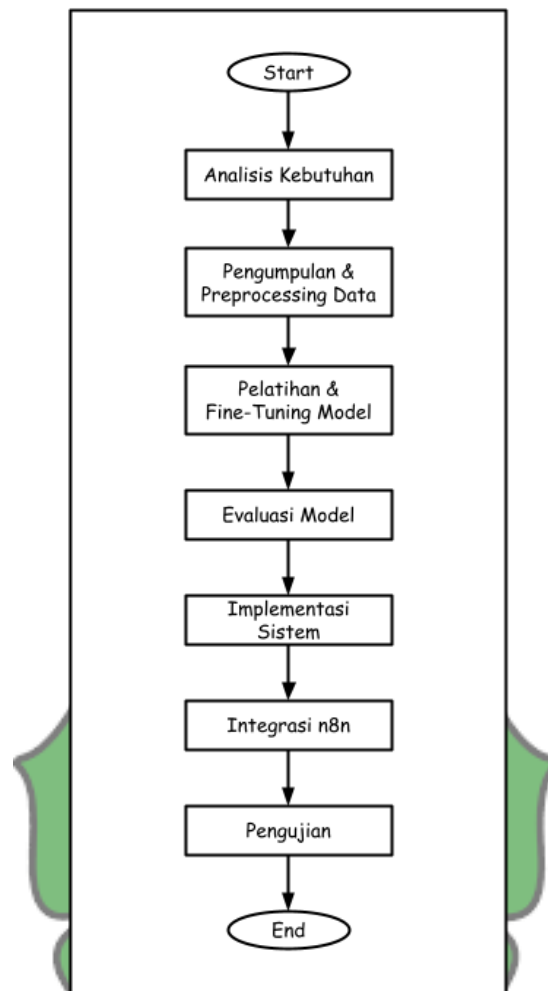 Start
Analisis Kebutuhan
Pengumpulan &
Preprocessing Data
Pelatihan &
Fine-Tuning Model
Evaluasi Model
Implementasi
Sistem
Integrasi n8n
Pengujian
End